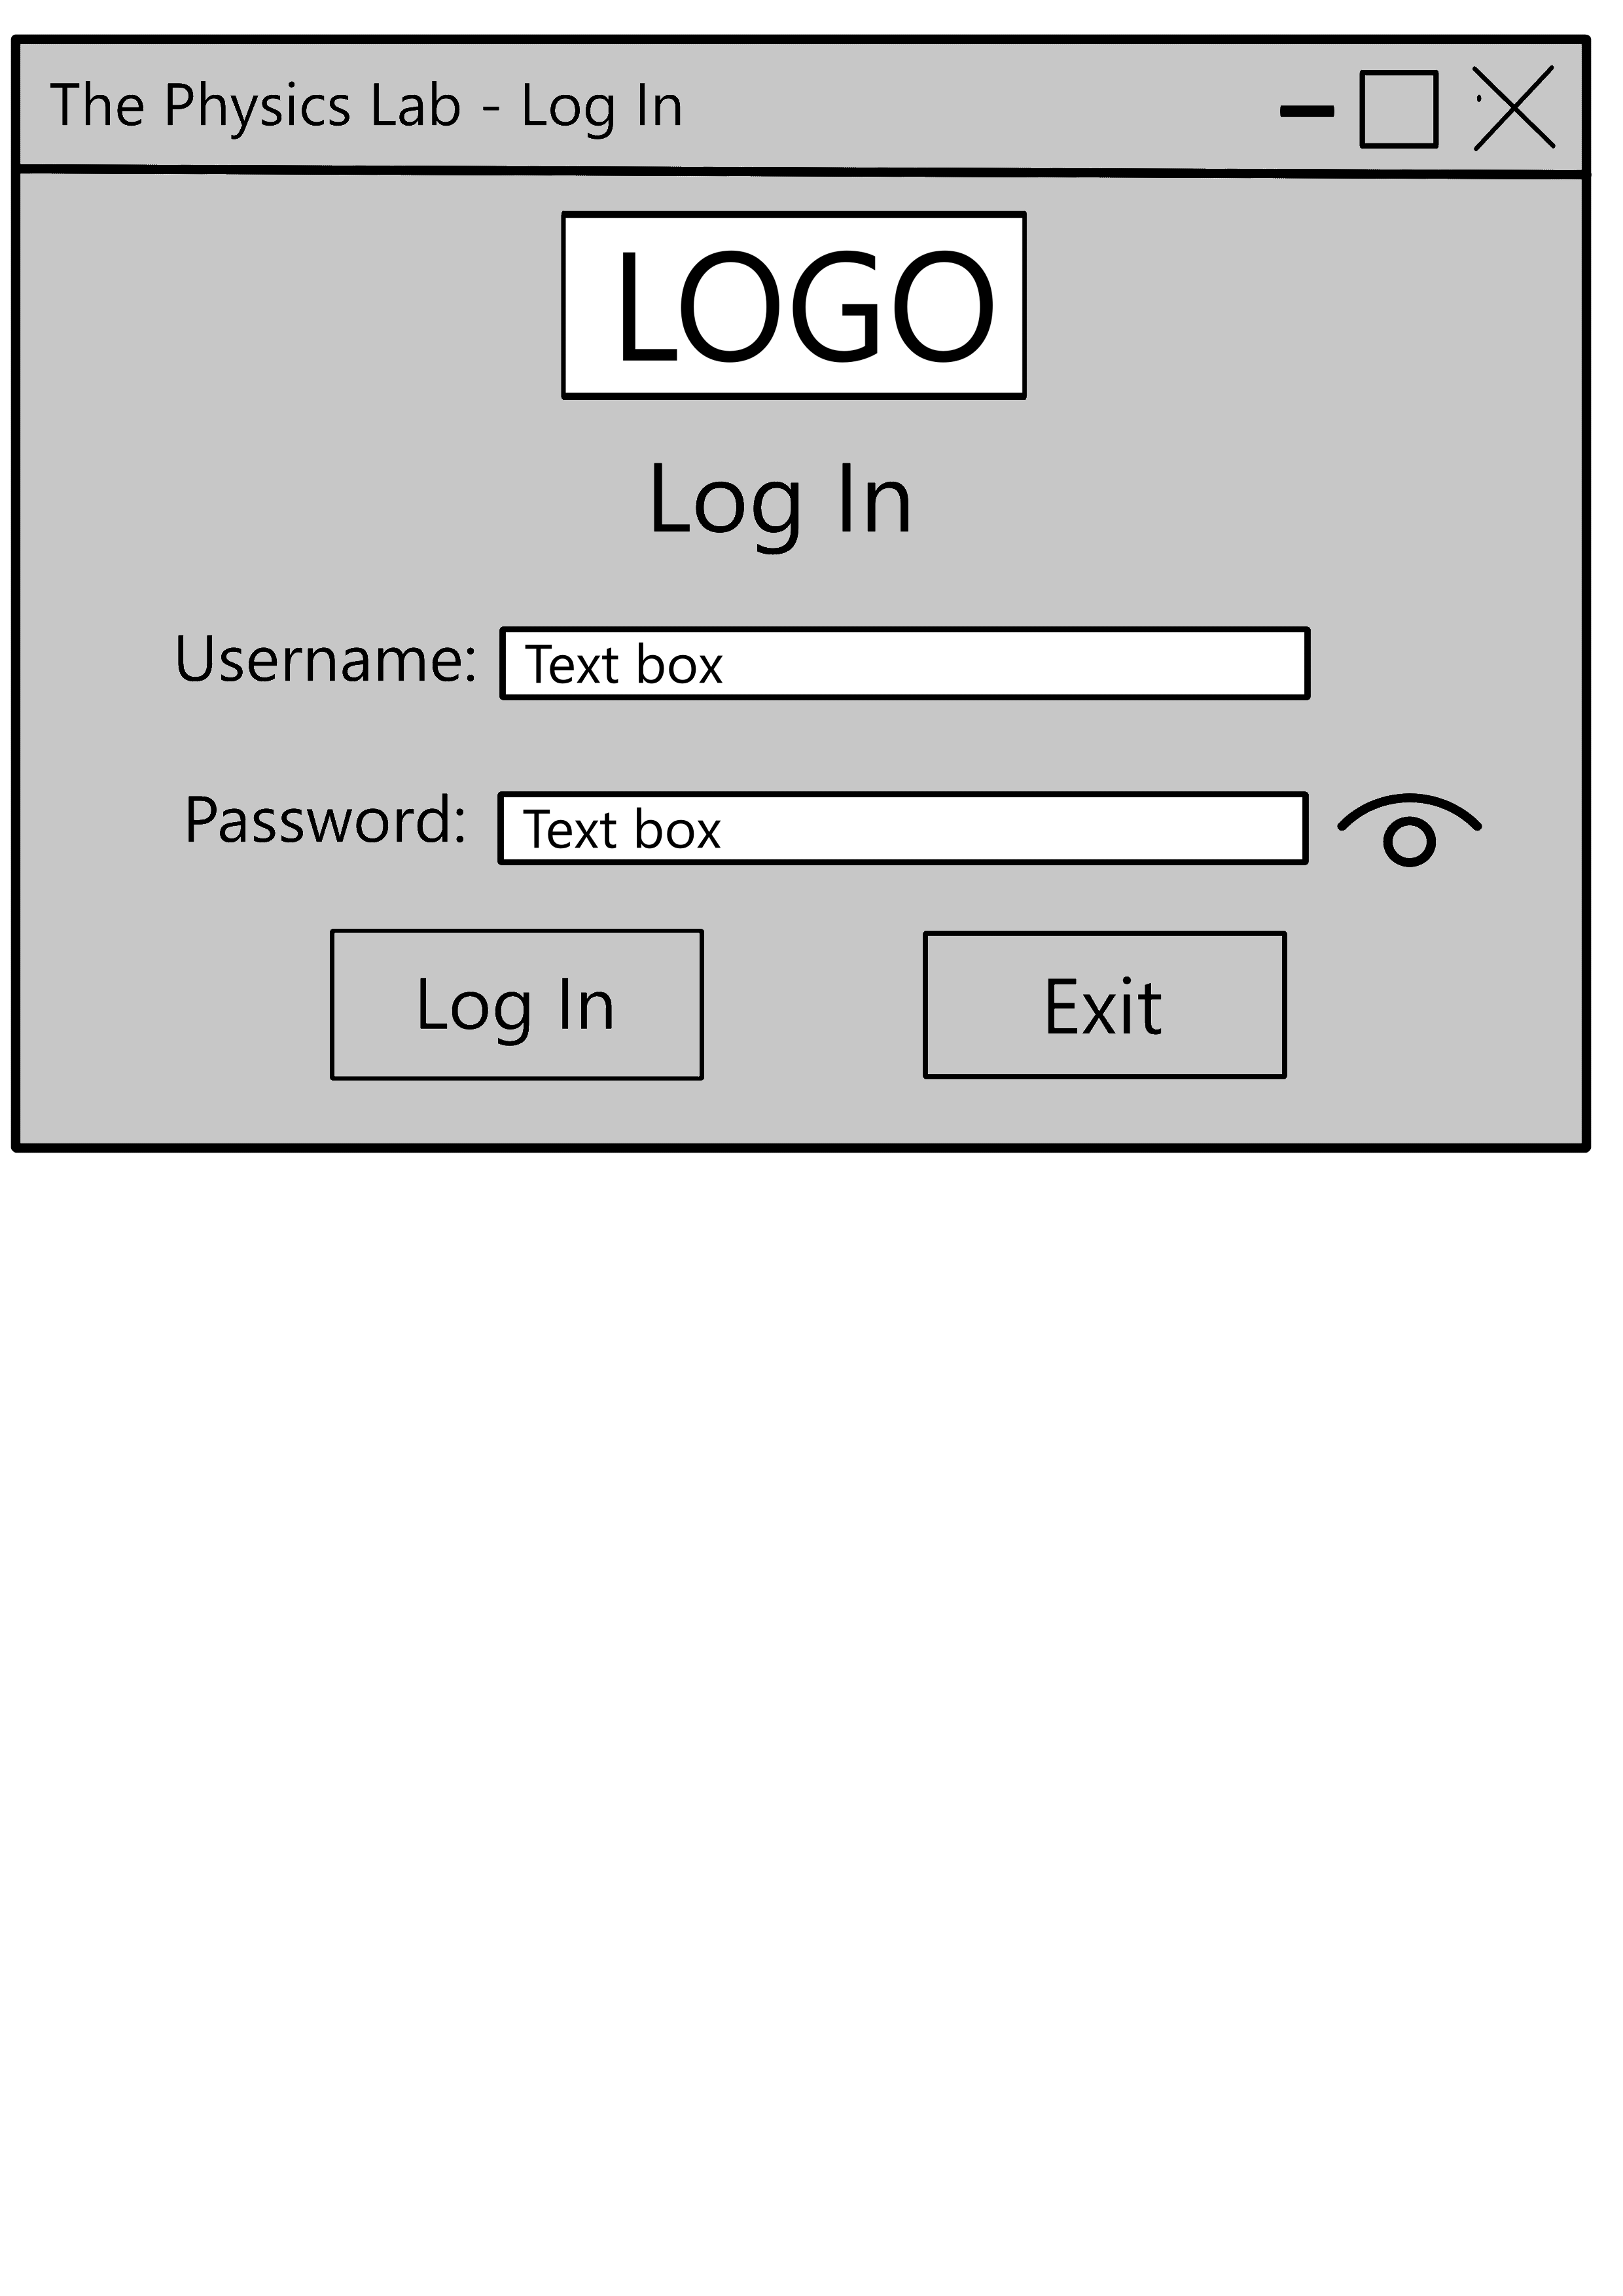 The Physics Lab - Log In
LOGO
Log In
Username: Text box
Password: Text box
Log In Exit